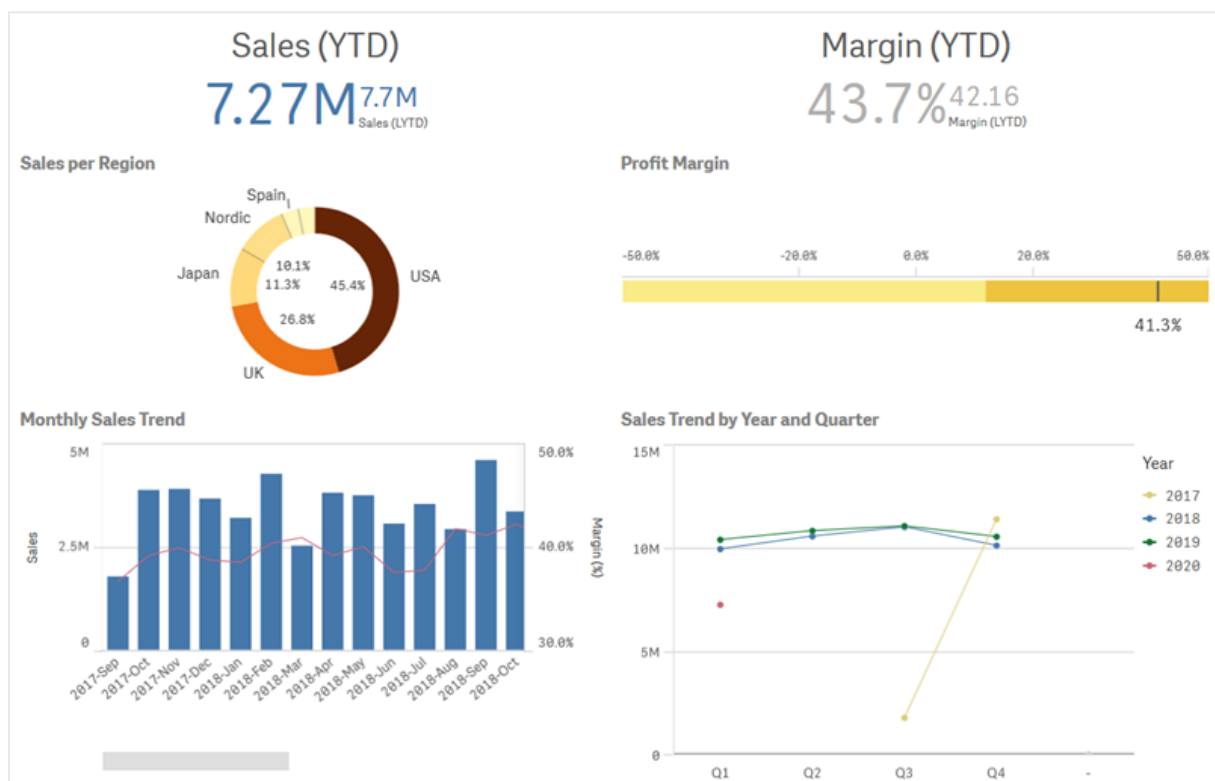 Sales (YTD)
7.27M 7.7M
Sales (LYTD)
Margin (YTD)
43.7% 42.16
Margin (LYTD)
Sales per Region
Spain
Nordic
Japan
USA
UK
10.1%
11.3%
45.4%
26.8%
Profit Margin
-50.0% -20.0% 0.0% 20.0% 50.0%
41.3%
Monthly Sales Trend
Sales
5M
2.5M
0
50.0%
40.0%
30.0%
Margin (%)
2017-Sep
2017-Oct
2017-Nov
2017-Dec
2018-Jan
2018-Feb
2018-Mar
2018-Apr
2018-May
2018-Jun
2018-Jul
2018-Aug
2018-Sep
2018-Oct
Sales Trend by Year and Quarter
15M
10M
5M
0
Q1 Q2 Q3 Q4 -
Year
2017
2018
2019
2020